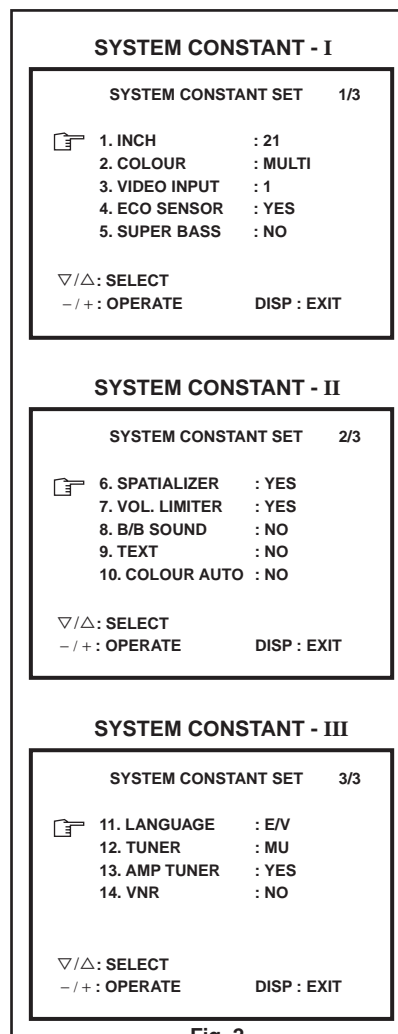 SYSTEM CONSTANT - I
SYSTEM CONSTANT SET 1/3
1. INCH : 21
2. COLOUR : MULTI
3. VIDEO INPUT : 1
4. ECO SENSOR : YES
5. SUPER BASS : NO
▽/△: SELECT
–/+ : OPERATE DISP : EXIT
SYSTEM CONSTANT - II
SYSTEM CONSTANT SET 2/3
6. SPATIALIZER : YES
7. VOL. LIMITER : YES
8. B/B SOUND : NO
9. TEXT : NO
10. COLOUR AUTO : NO
▽/△: SELECT
–/+ : OPERATE DISP : EXIT
SYSTEM CONSTANT - III
SYSTEM CONSTANT SET 3/3
11. LANGUAGE : E/V
12. TUNER : MU
13. AMP TUNER : YES
14. VNR : NO
▽/△: SELECT
–/+ : OPERATE DISP : EXIT